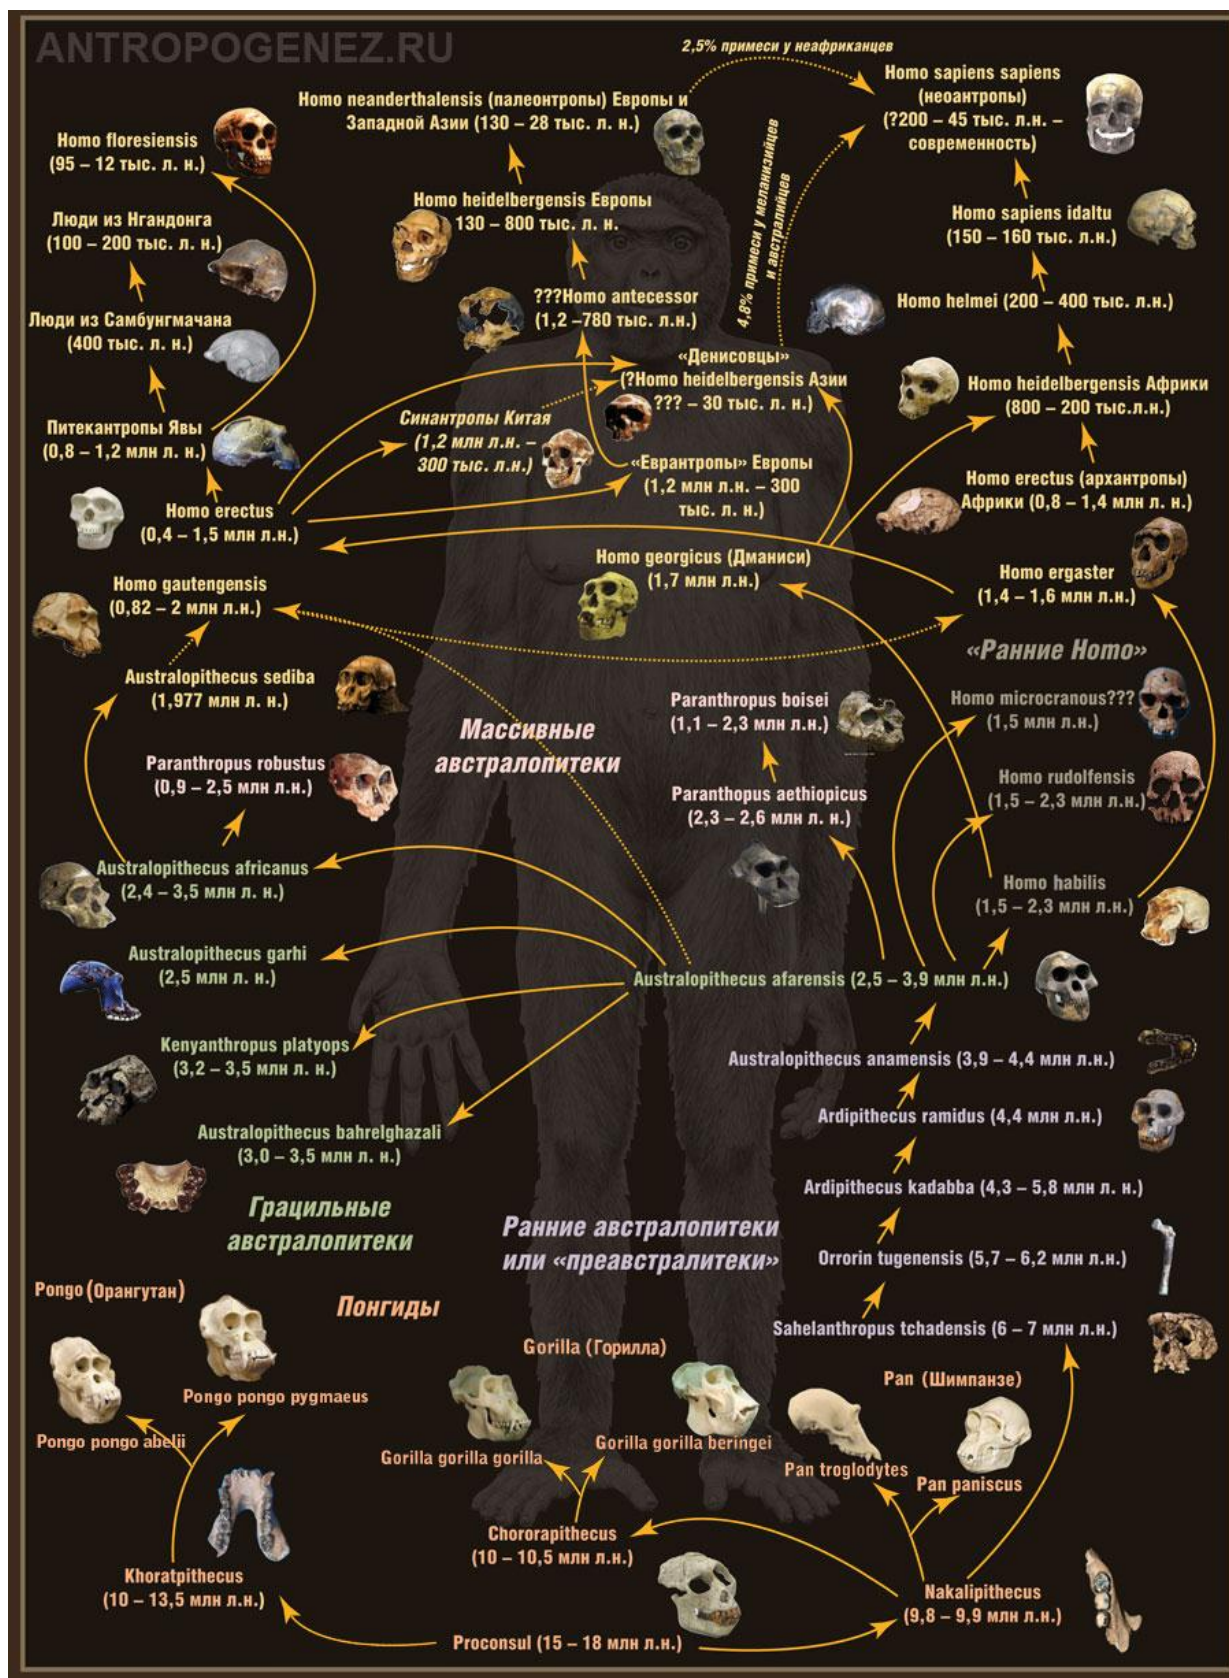 ANTROPOGENEZ.RU
2,5% примеси у неафриканцев
Homo sapiens sapiens
(неоантропы)
(?200 – 45 тыс. л.н. –
современность)
Homo neanderthalensis (палеонтропы) Европы и
Западной Азии (130 – 28 тыс. л.н.)
Homo floresiensis
(95 – 12 тыс. л. н.)
Homo heidelbergensis Европы
130 – 800 тыс. л. н.
4,8% примеси у меланизийцев
и австралийцев
Homo sapiens idaltu
(150 – 160 тыс.л.н.)
Люди из Нгандонга
(100 – 200 тыс. л. н.)
???Homo antecessor
(1,2 –780 тыс. л.н.)
Homo helmei (200 – 400 тыс.л.н.)
Люди из Самбунгмачана
(400 тыс. л. н.)
«Денисовцы»
(?Homo heidelbergensis Азии
??? – 30 тыс. л. н.)
Homo heidelbergensis Африки
(800 – 200 тыс.л.н.)
Питекантропы Явы
(0,8 – 1,2 млн л.н.)
Синантропы Китая
(1,2 млн л.н. –
300 тыс. л.н.)
«Еврантропы» Европы
(1,2 млн л.н. – 300
тыс. л. н.)
Homo erectus (архантропы)
Африки (0,8 – 1,4 млн л. н.)
Homo erectus
(0,4 – 1,5 млн л.н.)
Homo georgicus (Дманиси)
(1,7 млн л.н.)
Homo ergaster
(1,4 – 1,6 млн л.н.)
Homo gautengensis
(0,82 – 2 млн л.н.)
«Ранние Homo»
Australopithecus sediba
(1,977 млн л. н.)
Paranthropus boisei
(1,1 – 2,3 млн л.н.)
Homo microcranous???
(1,5 млн л.н.)
Массивные
австралопитеки
Paranthropus robustus
(0,9 – 2,5 млн л.н.)
Paranthopus aethiopicus
(2,3 – 2,6 млн л. н.)
Homo rudolfensis
(1,5 – 2,3 млн л.н.)
Australopithecus africanus
(2,4 – 3,5 млн л. н.)
Homo habilis
(1,5 – 2,3 млн л.н.)
Australopithecus garhi
(2,5 млн л. н.)
Australopithecus afarensis (2,5 – 3,9 млн л.н.)
Kenyanthropus platyops
(3,2 – 3,5 млн л. н.)
Australopithecus anamensis (3,9 – 4,4 млн л.н.)
Ardipithecus ramidus (4,4 млн л.н.)
Australopithecus bahrelghazali
(3,0 – 3,5 млн л. н.)
Ardipithecus kadabba (4,3 – 5,8 млн л. н.)
Грацильные
австралопитеки
Ранние австралопитеки
или «преавстралитеки»
Orrorin tugenensis (5,7 – 6,2 млн л.н.)
Pongo (Орангутан)
Понгиды
Sahelanthropus tchadensis (6 – 7 млн л.н.)
Gorilla (Горилла)
Pan (Шимпанзе)
Pongo pongo pygmaeus
Pongo pongo abelii
Gorilla gorilla beringei
Gorilla gorilla gorilla
Pan troglodytes
Pan paniscus
Chororapithecus
(10 – 10,5 млн л.н.)
Khoratpithecus
(10 – 13,5 млн л.н.)
Nakalipithecus
(9,8 – 9,9 млн л.н.)
Proconsul (15 – 18 млн л.н.)